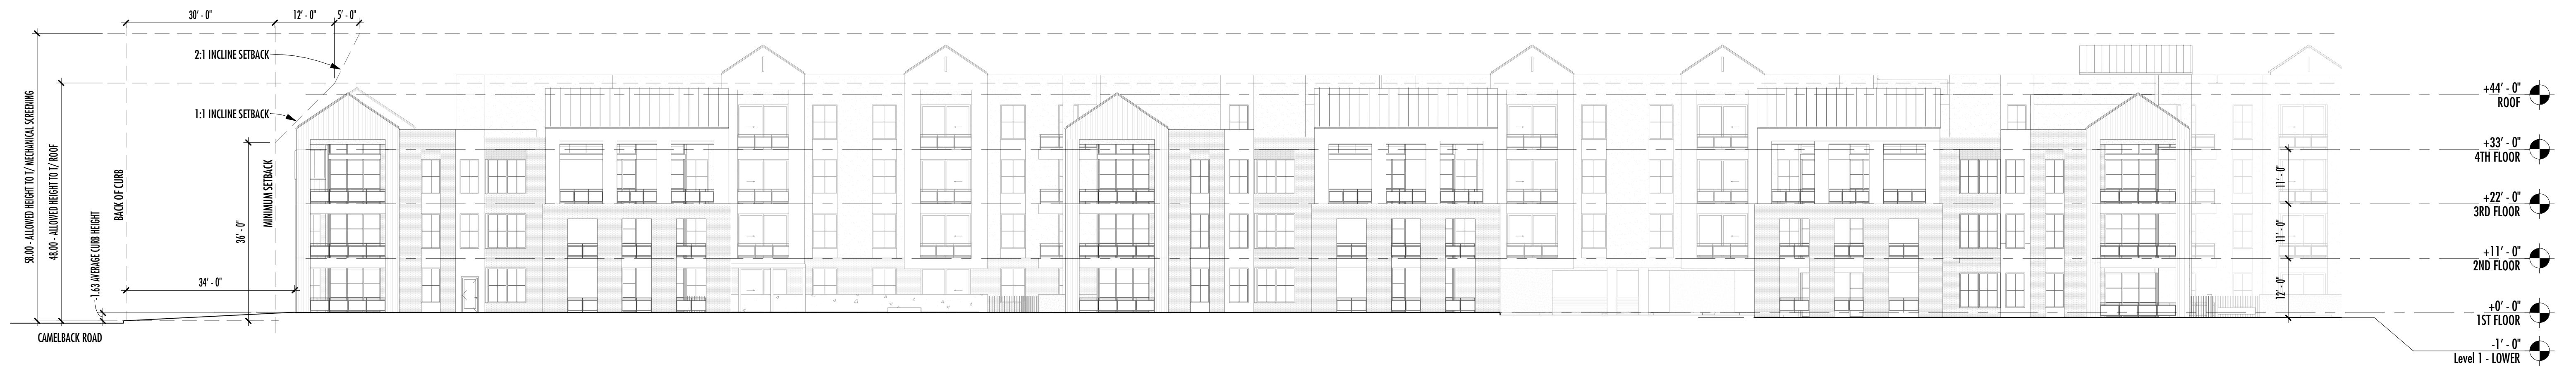 30' - 0"
12' - 0"
5' - 0"
2:1 INCLINE SETBACK
1:1 INCLINE SETBACK
58.00 - ALLOWED HEIGHT TO T/ MECHANICAL SCREENING
48.00 - ALLOWED HEIGHT TO T/ ROOF
-1.63 AVERAGE CURB HEIGHT
BACK OF CURB
36' - 0"
MINIMUM SETBACK
34' - 0"
CAMELBACK ROAD
11' - 0"
11' - 0"
12' - 0"
+44' - 0"
ROOF
+33' - 0"
4TH FLOOR
+22' - 0"
3RD FLOOR
+11' - 0"
2ND FLOOR
+0' - 0"
1ST FLOOR
-1' - 0"
Level 1 - LOWER